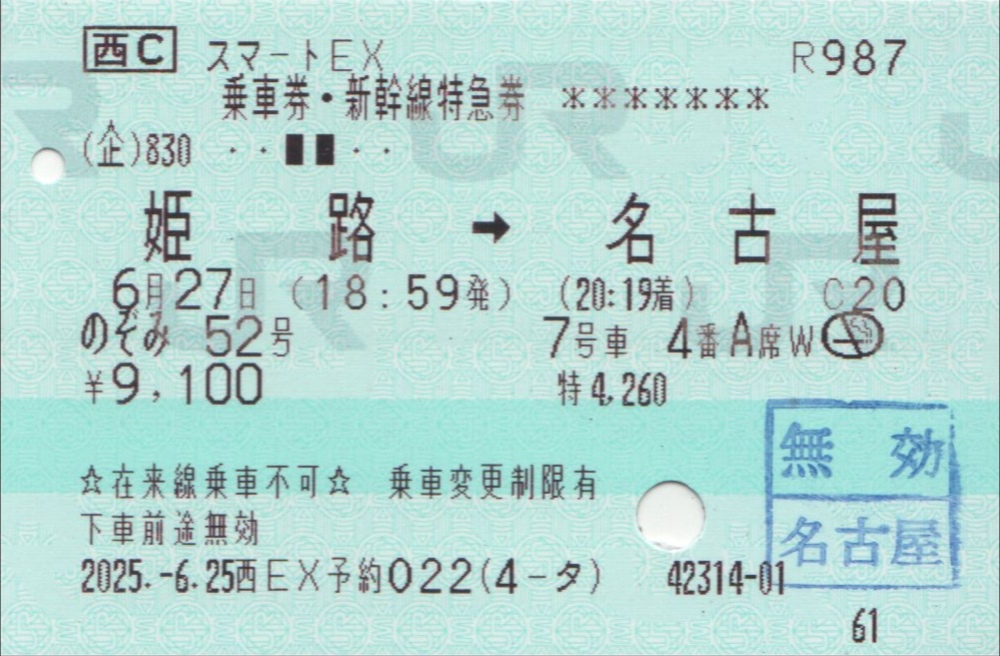 西C スマートEX R987
乗車券・新幹線特急券 *******
(企)830 ・・■■・・
姫路 → 名古屋
6月27日 (18:59発) (20:19着) C20
のぞみ 52号 7号車 4番A席W
¥9,100 特4,260
☆在来線乗車不可☆ 乗車変更制限有
下車前途無効
2025.-6.25西EX予約022(4-タ) 42314-01
61
無効
名古屋